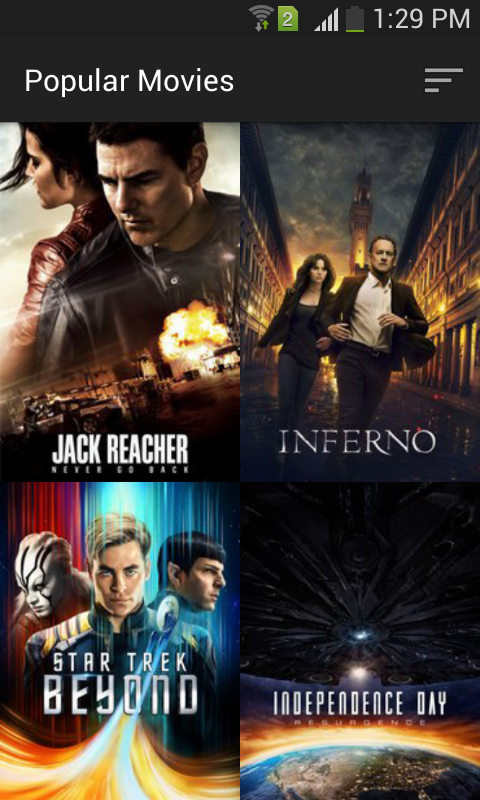 2
1:29 PM
Popular Movies
JACK REACHER
NEVER GO BACK
INFERNO
STAR TREK
BEYOND
INDEPENDENCE DAY
RESURGENCE